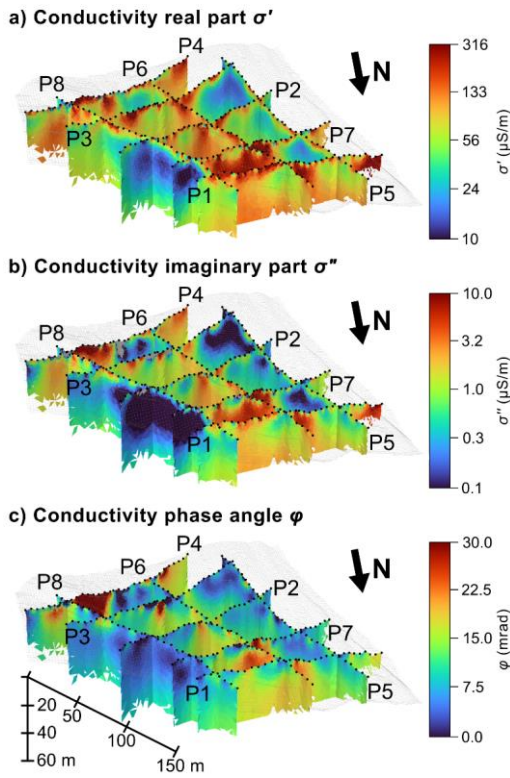 a) Conductivity real part σ'
P4
P6
P8
P2
P3
P7
P1
P5
N
316
133
56
24
10
σ' (µS/m)
b) Conductivity imaginary part σ"
P4
P6
P8
P2
P3
P7
P1
P5
N
10.0
3.2
1.0
0.3
0.1
σ" (µS/m)
c) Conductivity phase angle φ
P4
P6
P8
P2
P3
P7
P1
P5
N
30.0
22.5
15.0
7.5
0.0
φ (mrad)
20
40
60 m
50
100
150 m